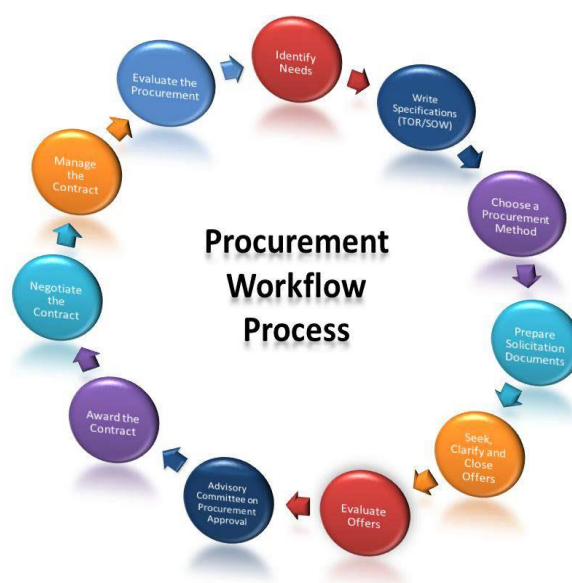 Identify
Needs
Write
Specifications
(TOR/SOW)
Choose a
Procurement
Method
Prepare
Solicitation
Documents
Seek,
Clarify and
Close
Offers
Evaluate
Offers
Advisory
Committee on
Procurement
Approval
Award the
Contract
Negotiate
the
Contract
Manage
the
Contract
Evaluate the
Procurement
Procurement
Workflow
Process